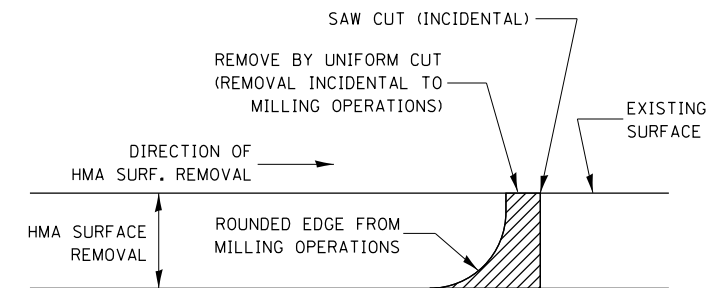 SAW CUT (INCIDENTAL)
REMOVE BY UNIFORM CUT
(REMOVAL INCIDENTAL TO
MILLING OPERATIONS)
EXISTING
SURFACE
DIRECTION OF
HMA SURF. REMOVAL
HMA SURFACE
REMOVAL
ROUNDED EDGE FROM
MILLING OPERATIONS